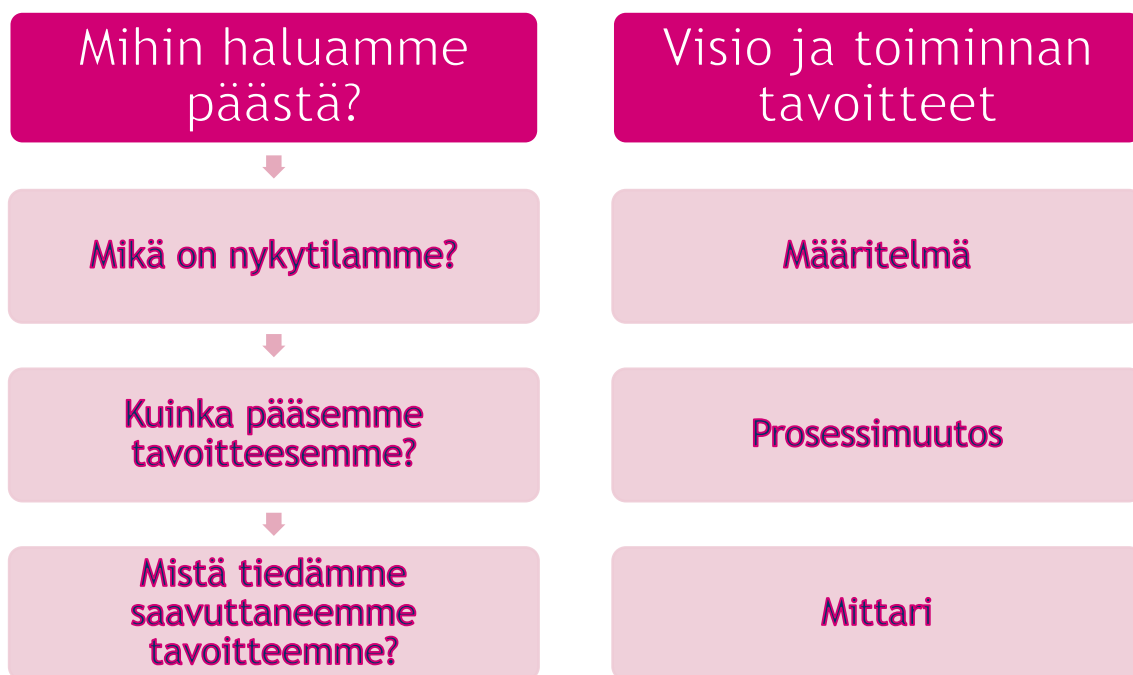 Mihin haluamme
päästä?
Visio ja toiminnan
tavoitteet
Mikä on nykytilamme?
Määritelmä
Kuinka pääsemme
tavoitteesemme?
Prosessimuutos
Mistä tiedämme
saavuttaneemme
tavoitteemme?
Mittari